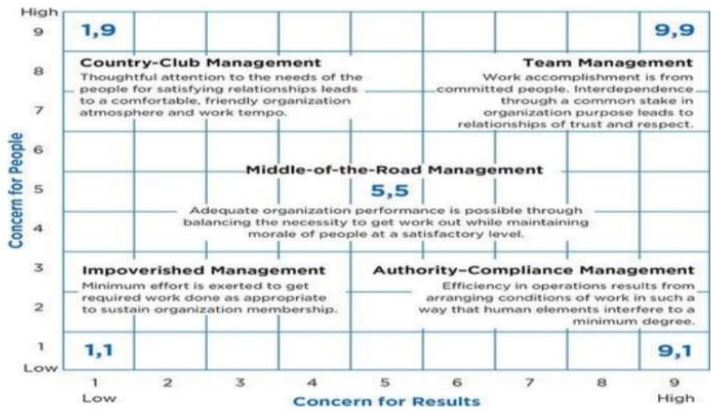 High
9
1,9
9,9
Country-Club Management
Thoughtful attention to the needs of the
people for satisfying relationships leads
to a comfortable, friendly organization
atmosphere and work tempo.
Team Management
Work accomplishment is from
committed people. Interdependence
through a common stake in
organization purpose leads to
relationships of trust and respect.
8
7
6
Concern for People
Middle-of-the-Road Management
5
5,5
Adequate organization performance is possible through
balancing the necessity to get work out while maintaining
morale of people at a satisfactory level.
4
3
Impoverished Management
Minimum effort is exerted to get
required work done as appropriate
to sustain organization membership.
Authority–Compliance Management
Efficiency in operations results from
arranging conditions of work in such a
way that human elements interfere to a
minimum degree.
2
1
1,1
9,1
Low
1 2 3 4 5 6 7 8 9
Low
High
Concern for Results